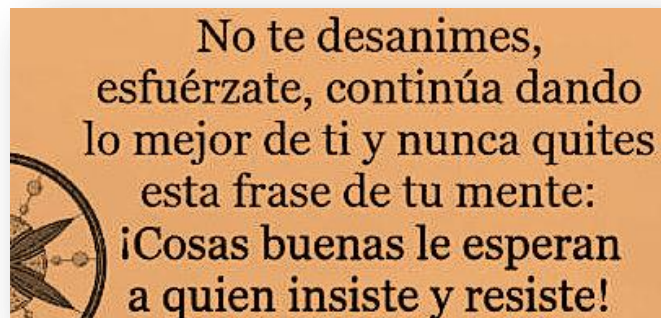 No te desanimes,
esfuérzate, continúa dando
lo mejor de ti y nunca quites
esta frase de tu mente:
¡Cosas buenas le esperan
a quien insiste y resiste!